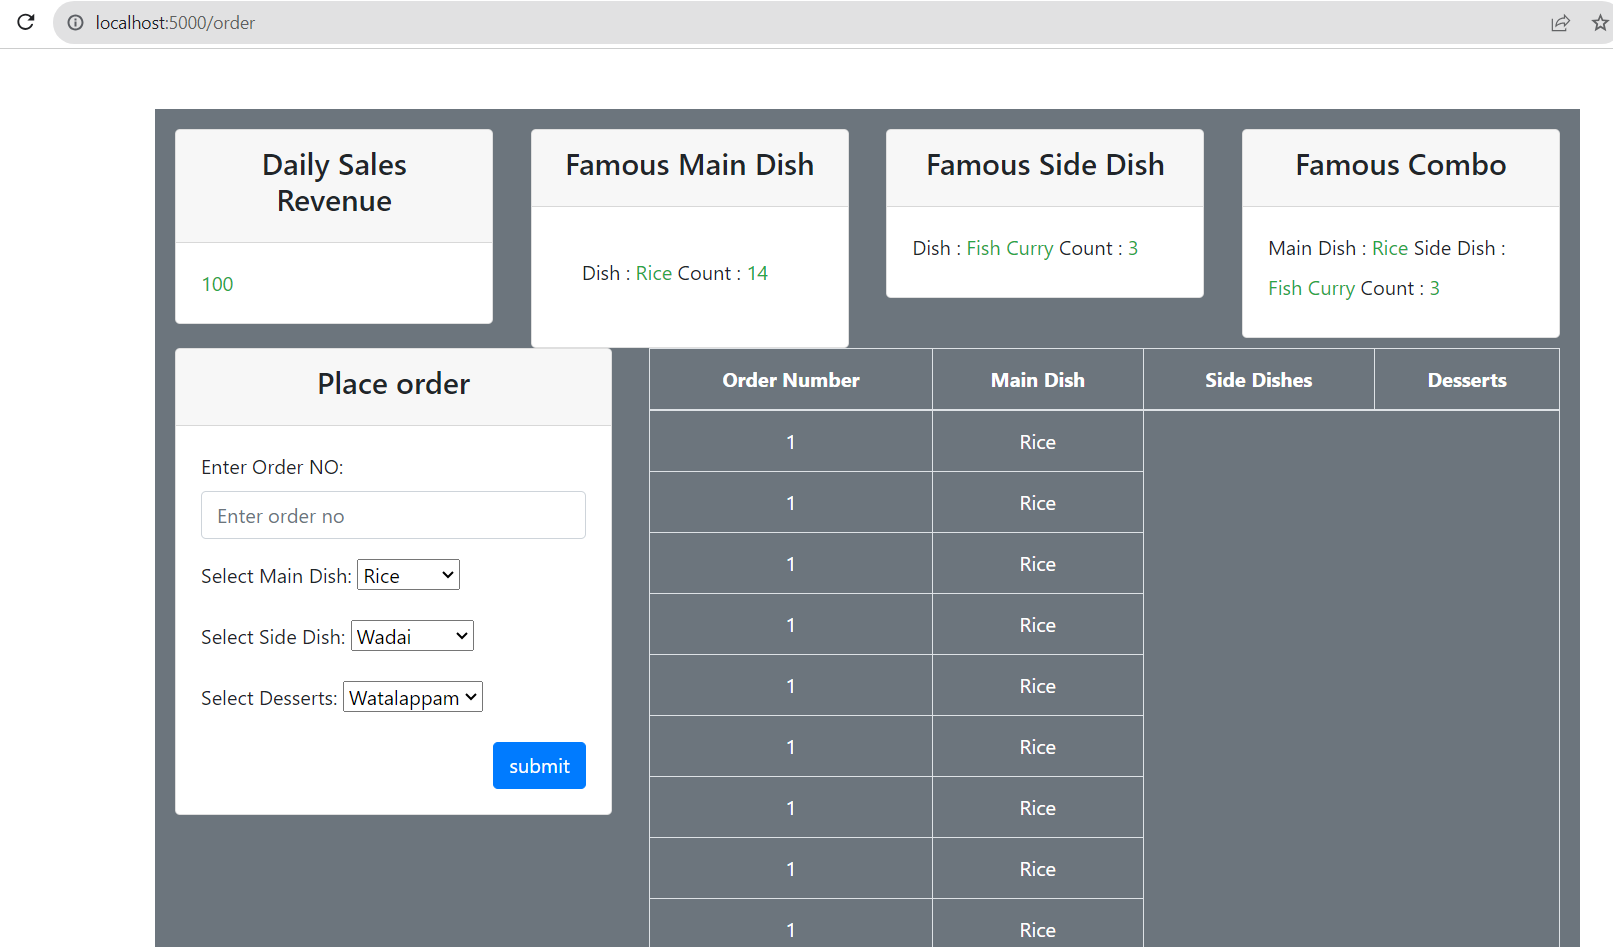 localhost:5000/order
Daily Sales
Revenue
100
Famous Main Dish
Dish : Rice Count : 14
Famous Side Dish
Dish : Fish Curry Count : 3
Famous Combo
Main Dish : Rice Side Dish :
Fish Curry Count : 3
Place order
Enter Order NO:
Enter order no
Select Main Dish: Rice
Select Side Dish: Wadai
Select Desserts: Watalappam
submit
Order Number Main Dish Side Dishes Desserts
1 Rice
1 Rice
1 Rice
1 Rice
1 Rice
1 Rice
1 Rice
1 Rice
1 Rice